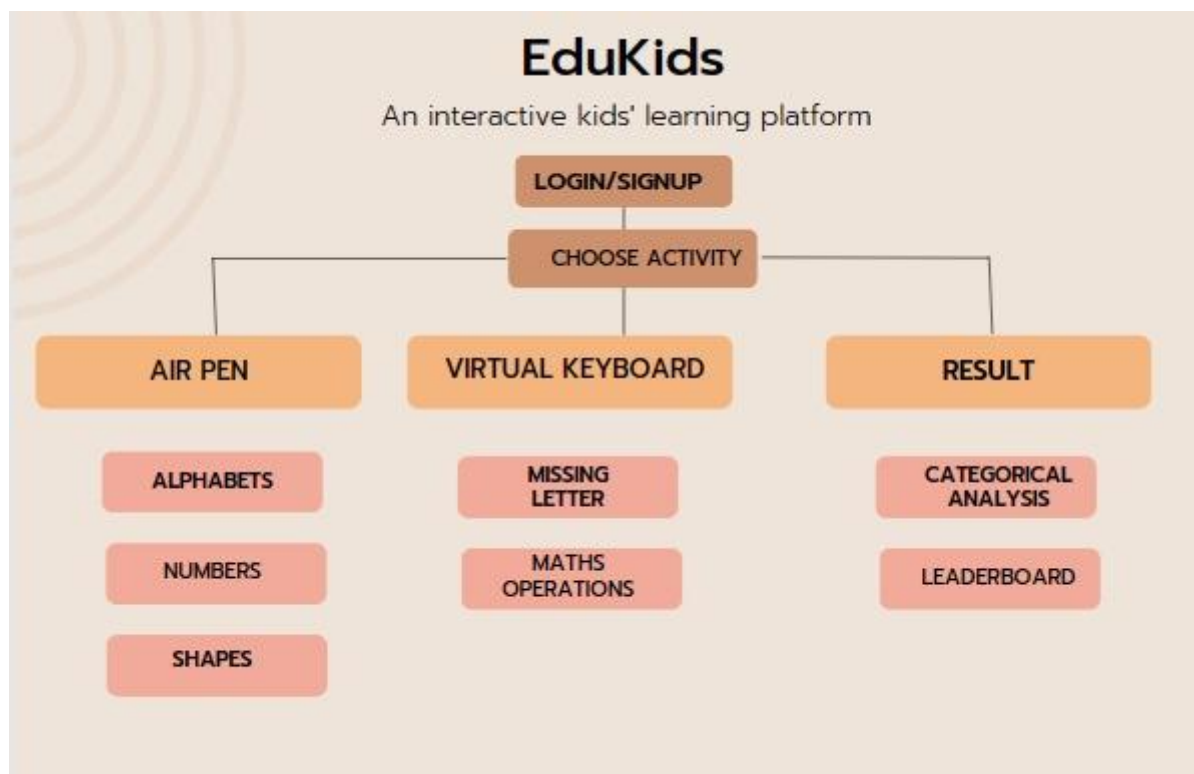 EduKids
An interactive kids' learning platform
LOGIN/SIGNUP
CHOOSE ACTIVITY
AIR PEN
VIRTUAL KEYBOARD
RESULT
ALPHABETS
NUMBERS
SHAPES
MISSING
LETTER
MATHS
OPERATIONS
CATEGORICAL
ANALYSIS
LEADERBOARD